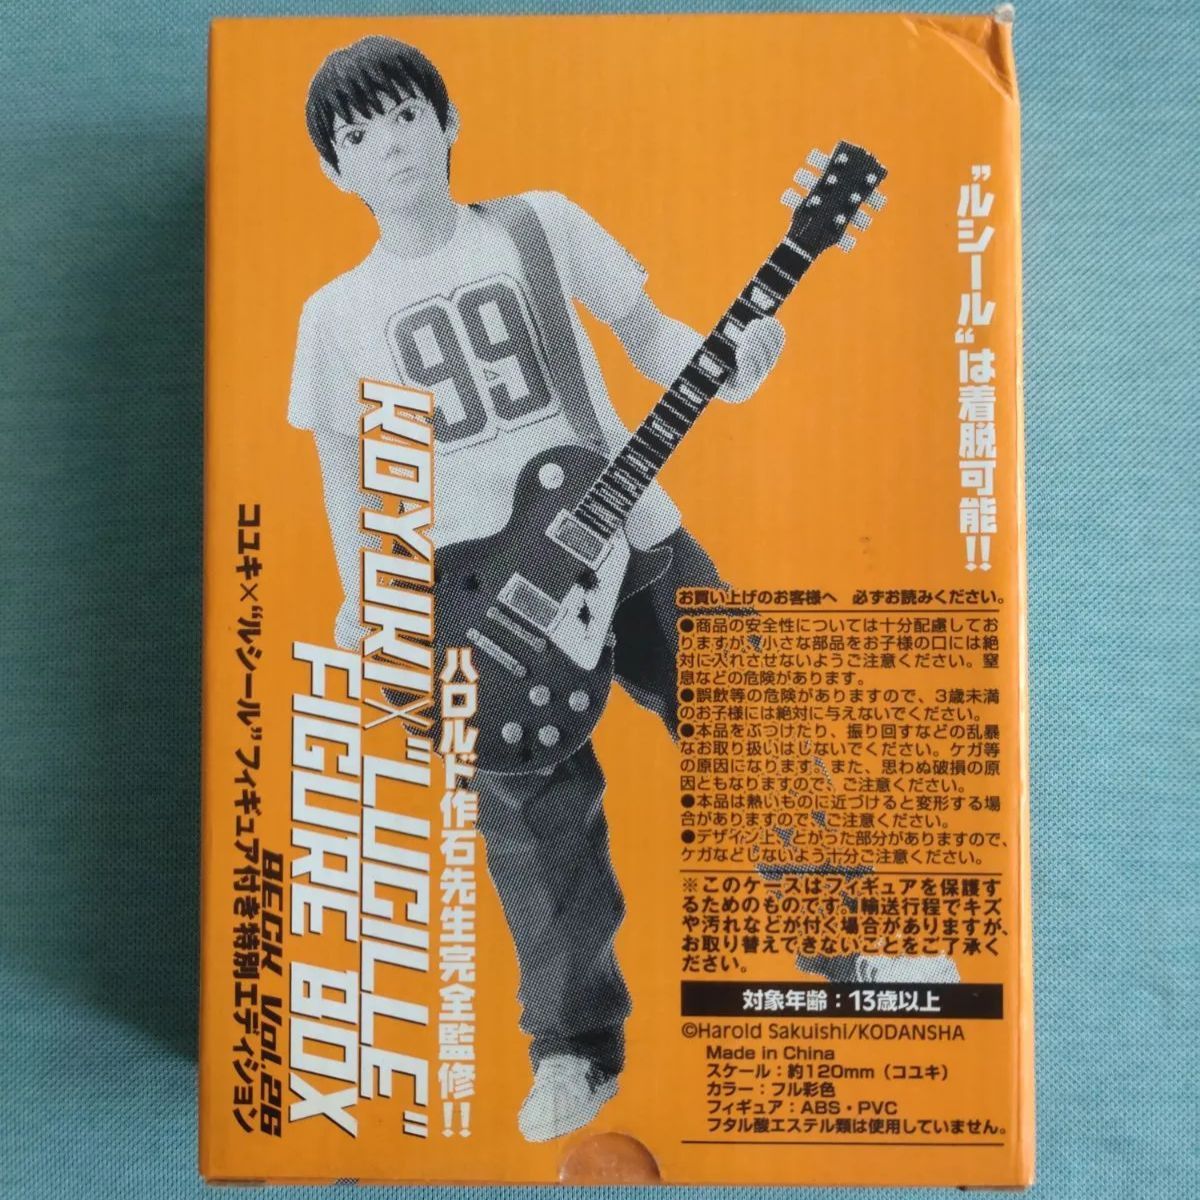 ”ルシール“は着脱可能!!
99
ハロルド作石先生完全監修!!
KOYUKI×“LUCILLE”
FIGURE BOX
BECK Vol.26
コユキ×“ルシール”フィギュア付き特別エディション
お買い上げのお客様へ 必ずお読みください。
●商品の安全性については十分配慮してお
りますが、小さな部品をお子様の口には絶
対に入れさせないようご注意ください。窒
息などの危険があります。
●誤飲等の危険がありますので、3歳未満
のお子様には絶対に与えないでください。
●本品をぶつけたり、振り回すなどの乱暴
なお取り扱いはしないでください。ケガ等
の原因になります。また、思わぬ破損の原
因ともなりますので、ご注意ください。
●本品は熱いものに近づけると変形する場
合がありますので、ご注意ください。
●デザイン上、とがった部分がありますので、
ケガなどしないよう十分ご注意ください。
※このケースはフィギュアを保護す
るためのものです。輸送行程でキズ
や汚れなどが付く場合がありますが、
お取り替えできないことをご了承く
ださい。
対象年齢：13歳以上
©Harold Sakuishi/KODANSHA
Made in China
スケール：約120mm（コユキ）
カラー：フル彩色
フィギュア：ABS・PVC
フタル酸エステル類は使用していません。